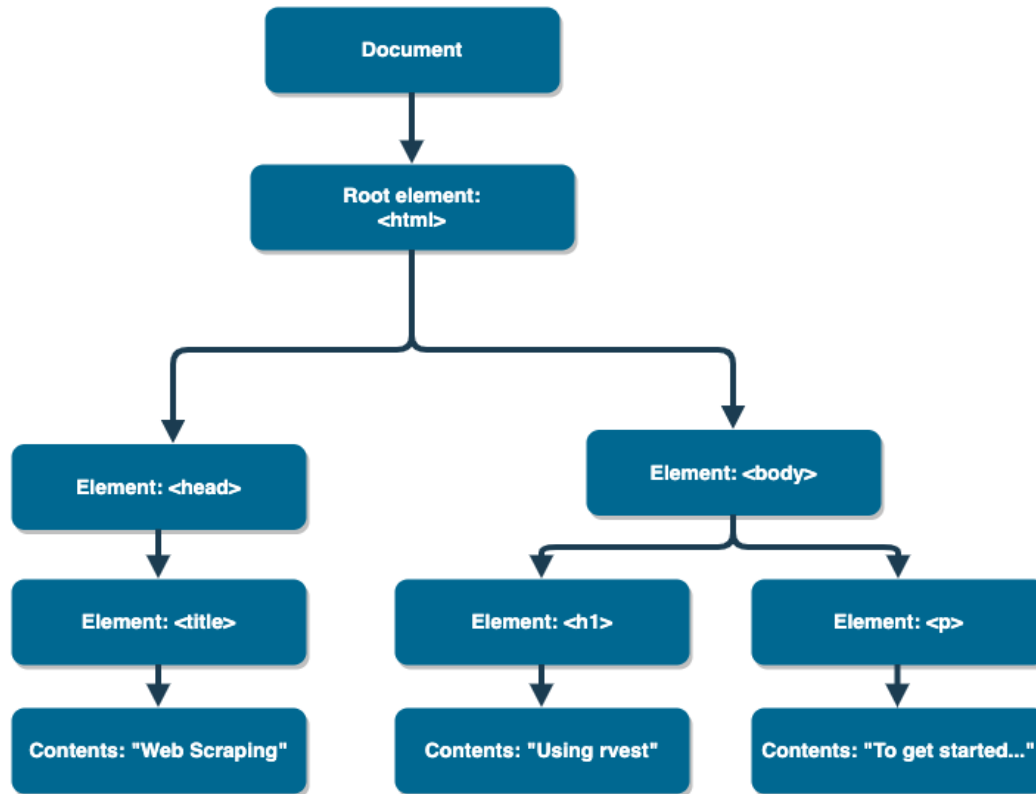 Document
Root element:
<html>
Element: <head>
Element: <body>
Element: <title>
Element: <h1>
Element: <p>
Contents: "Web Scraping"
Contents: "Using rvest"
Contents: "To get started..."